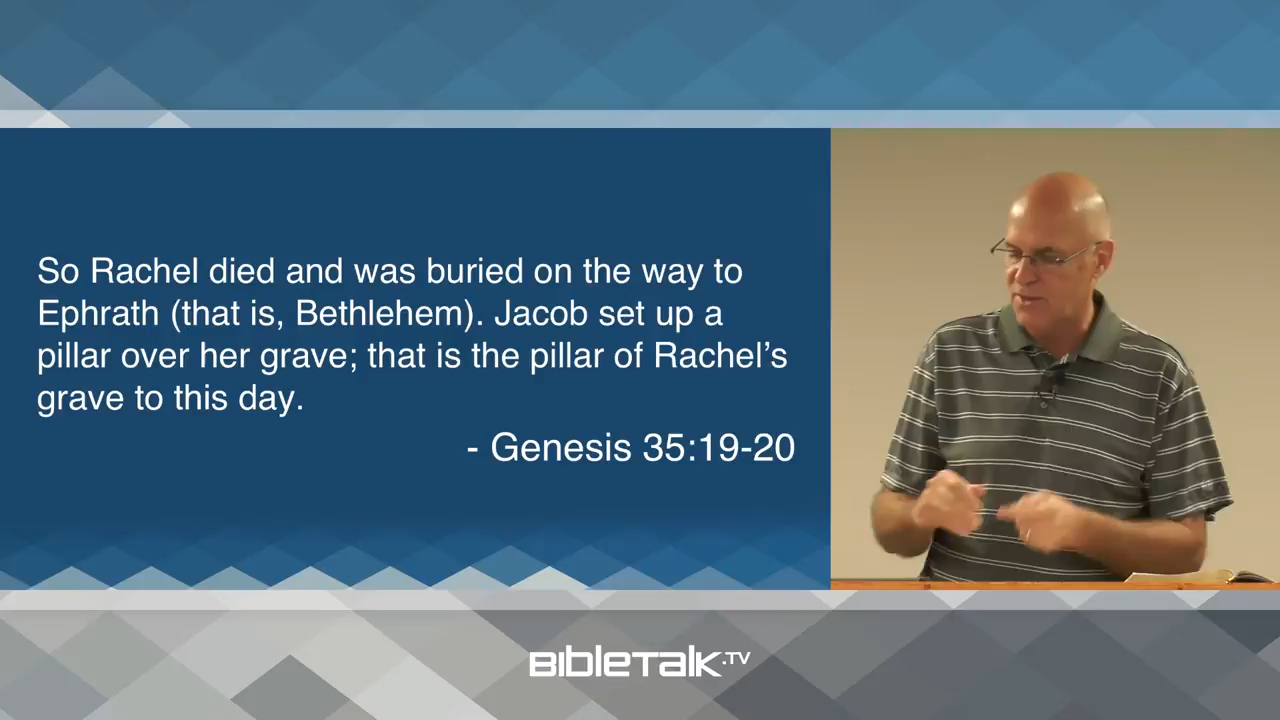 So Rachel died and was buried on the way to
Ephrath (that is, Bethlehem). Jacob set up a
pillar over her grave; that is the pillar of Rachel’s
grave to this day.
- Genesis 35:19-20
BIBLETALK.TV